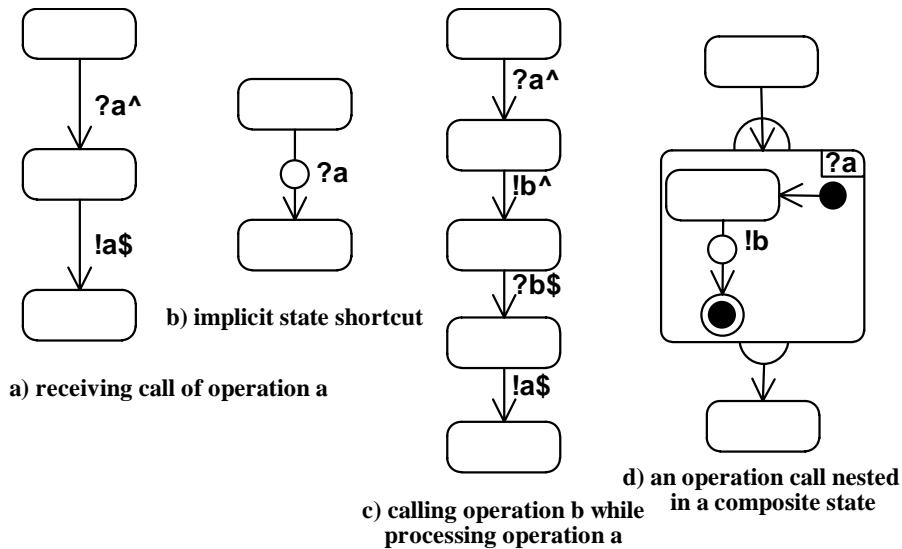 ?a^
!a$
a) receiving call of operation a
?a
b) implicit state shortcut
?a^
!b^
?b$
!a$
c) calling operation b while
processing operation a
?a
!b
d) an operation call nested
in a composite state